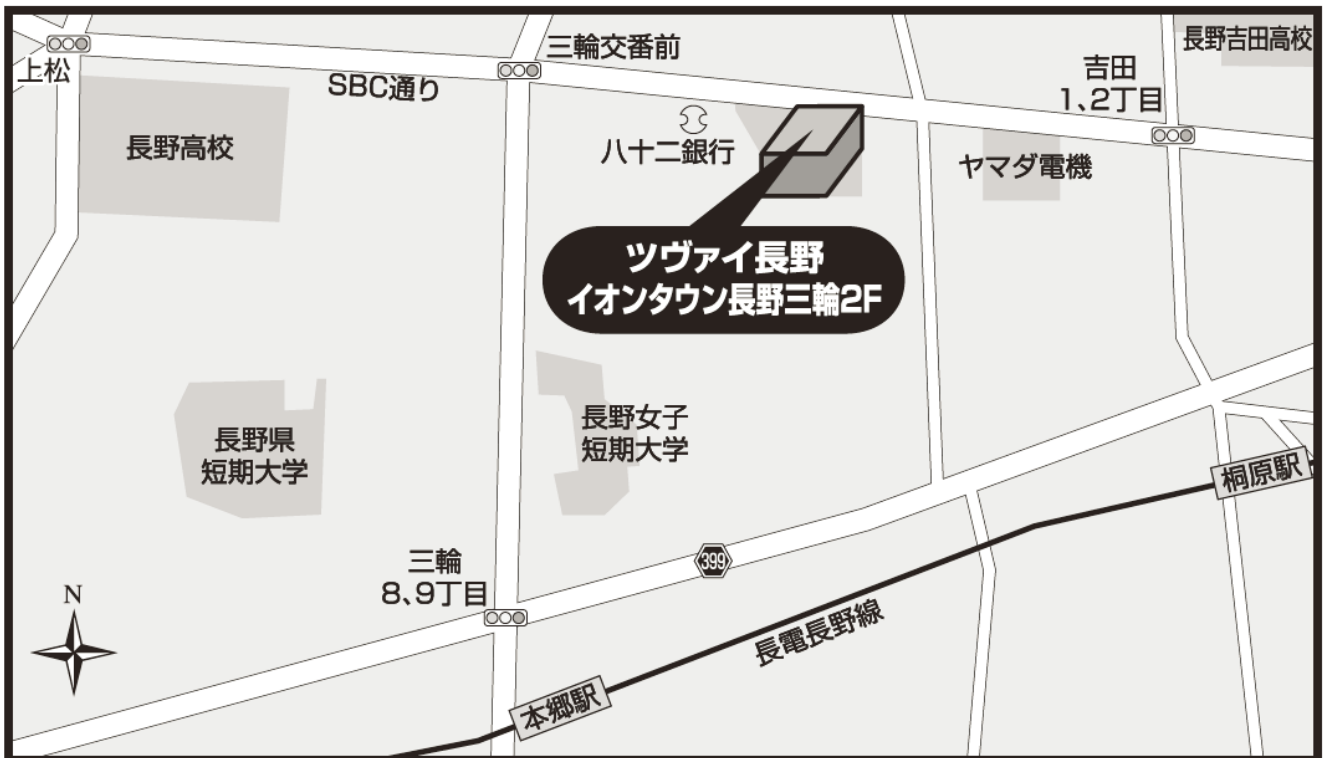 長野吉田高校
三輪交番前
上松
吉田
1、2丁目
SBC通り
長野高校
八十二銀行
ヤマダ電機
ツヴァイ長野
イオンタウン長野三輪2F
長野女子
短期大学
長野県
短期大学
桐原駅
399
三輪
8、9丁目
N
長電長野線
本郷駅